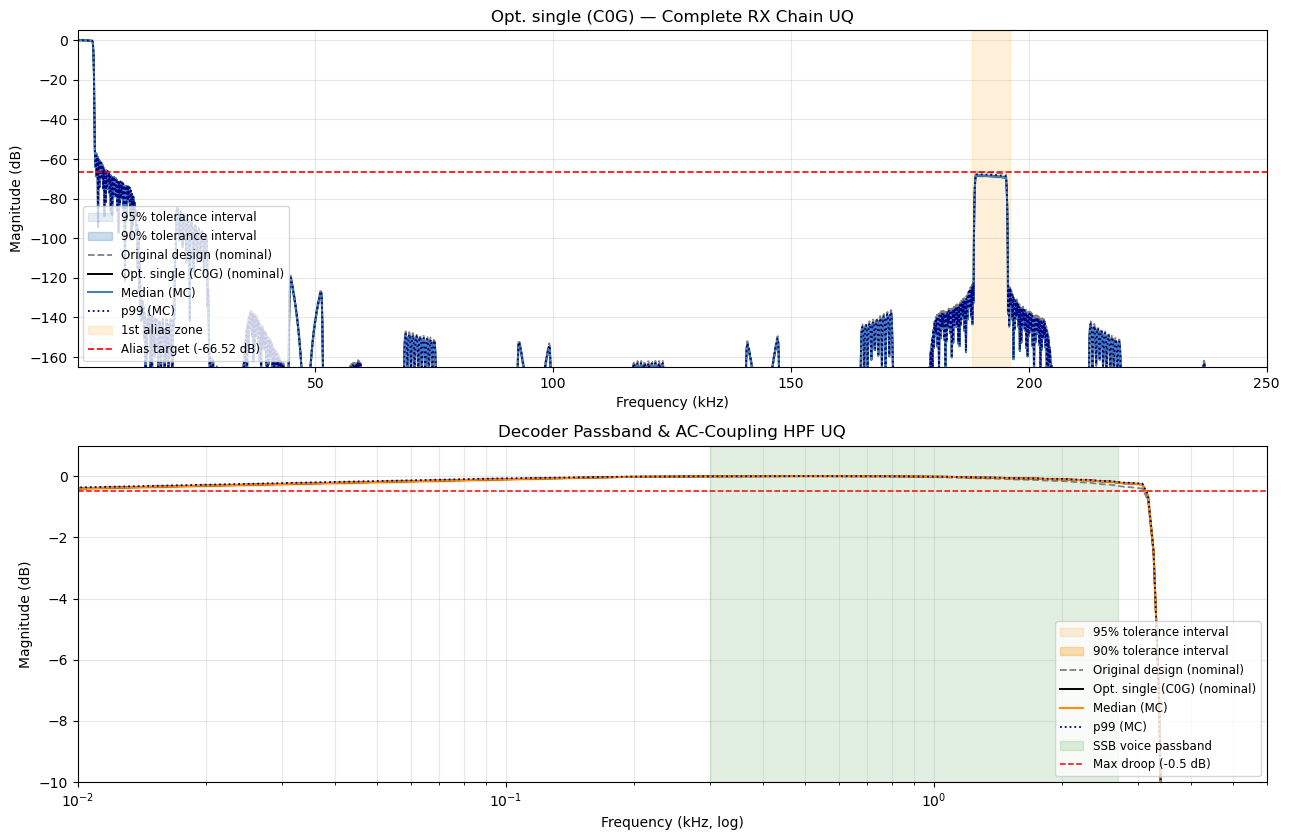 Opt. single (C0G) — Complete RX Chain UQ
Magnitude (dB)
0
−20
−40
−60
−80
−100
−120
−140
−160
95% tolerance interval
90% tolerance interval
Original design (nominal)
Opt. single (C0G) (nominal)
Median (MC)
p99 (MC)
1st alias zone
Alias target (-66.52 dB)
50
100
150
200
250
Frequency (kHz)
Decoder Passband & AC-Coupling HPF UQ
Magnitude (dB)
0
−2
−4
−6
−8
−10
95% tolerance interval
90% tolerance interval
Original design (nominal)
Opt. single (C0G) (nominal)
Median (MC)
p99 (MC)
SSB voice passband
Max droop (-0.5 dB)
10⁻²
10⁻¹
10⁰
Frequency (kHz, log)